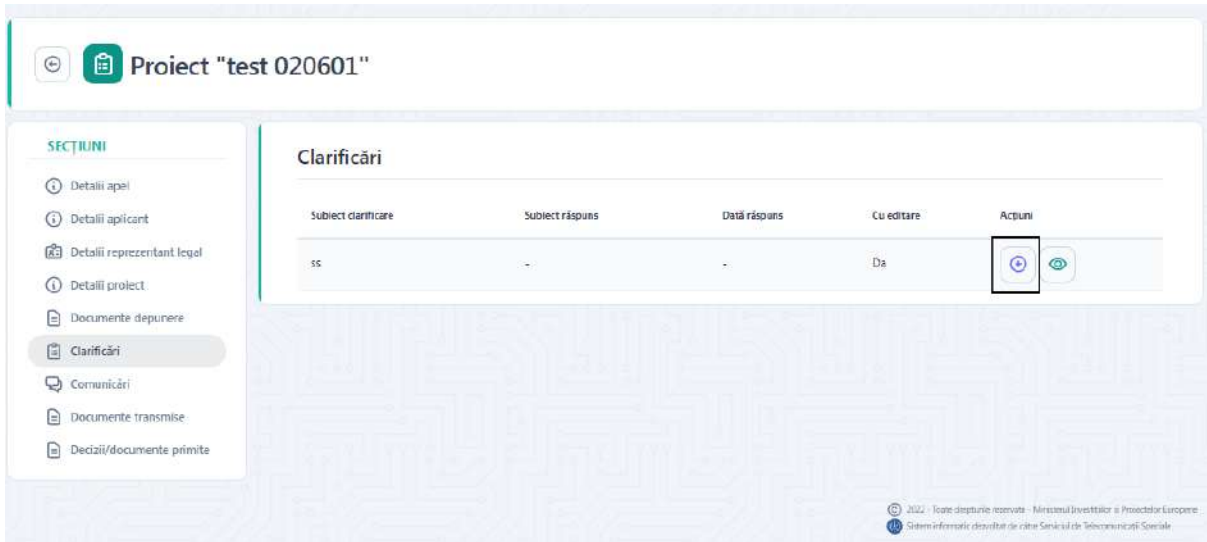 Proiect "test 020601"
SECȚIUNI
Detalii apel
Detalii aplicant
Detalii reprezentant legal
Detalii proiect
Documente depunere
Clarificări
Comunicări
Documente transmise
Decizii/documente primite
Clarificări
Subiect clarificare Subiect răspuns Dată răspuns Cu editare Acțiuni
ss - - Da
2022 - Toate drepturile rezervate - Ministerul Investițiilor și Proiectelor Europene
Sistem informatic dezvoltat de către Serviciul de Telecomunicații Speciale